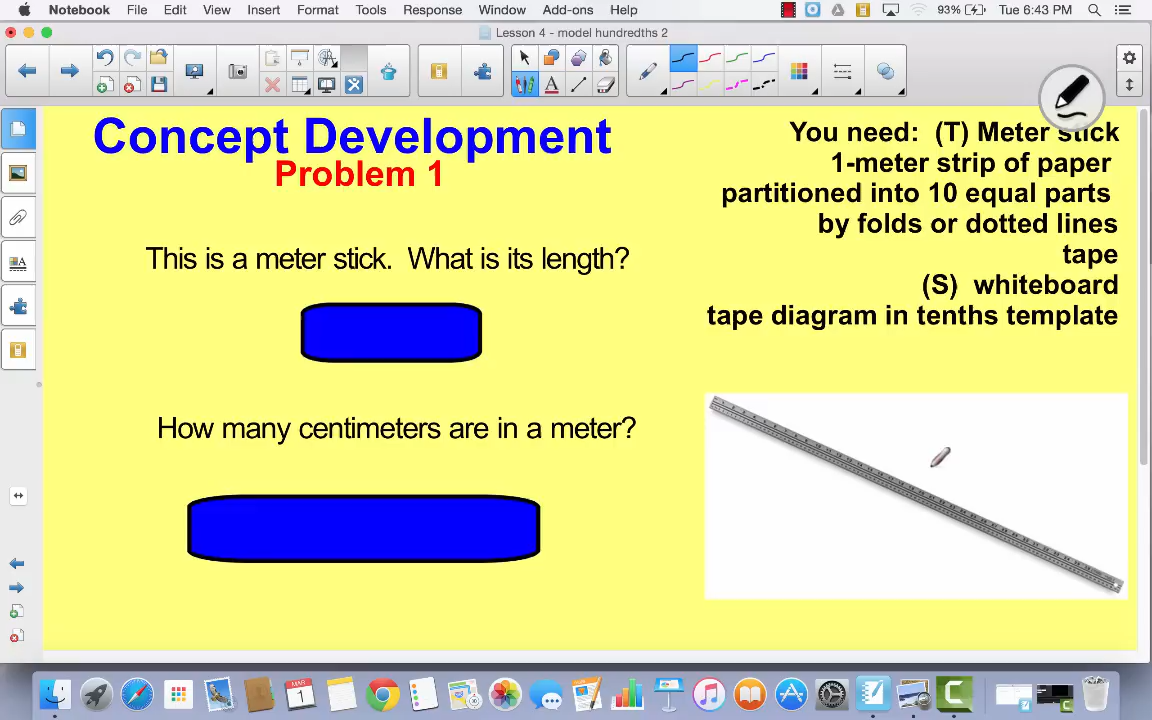 Notebook File Edit View Insert Format Tools Response Window Add-ons Help 93% Tue 6:43 PM
Lesson 4 - model hundredths 2
Concept Development
Problem 1
This is a meter stick. What is its length?
How many centimeters are in a meter?
You need: (T) Meter stick
1-meter strip of paper
partitioned into 10 equal parts
by folds or dotted lines
tape
(S) whiteboard
tape diagram in tenths template